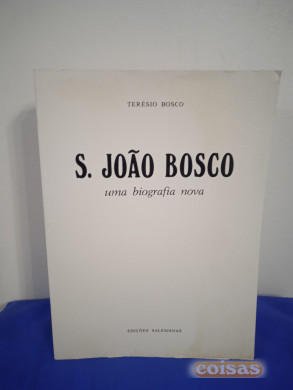 TERÉSIO BOSCO
S. JOÃO BOSCO
uma biografia nova
EDIÇÕES SALESIANAS
coisas